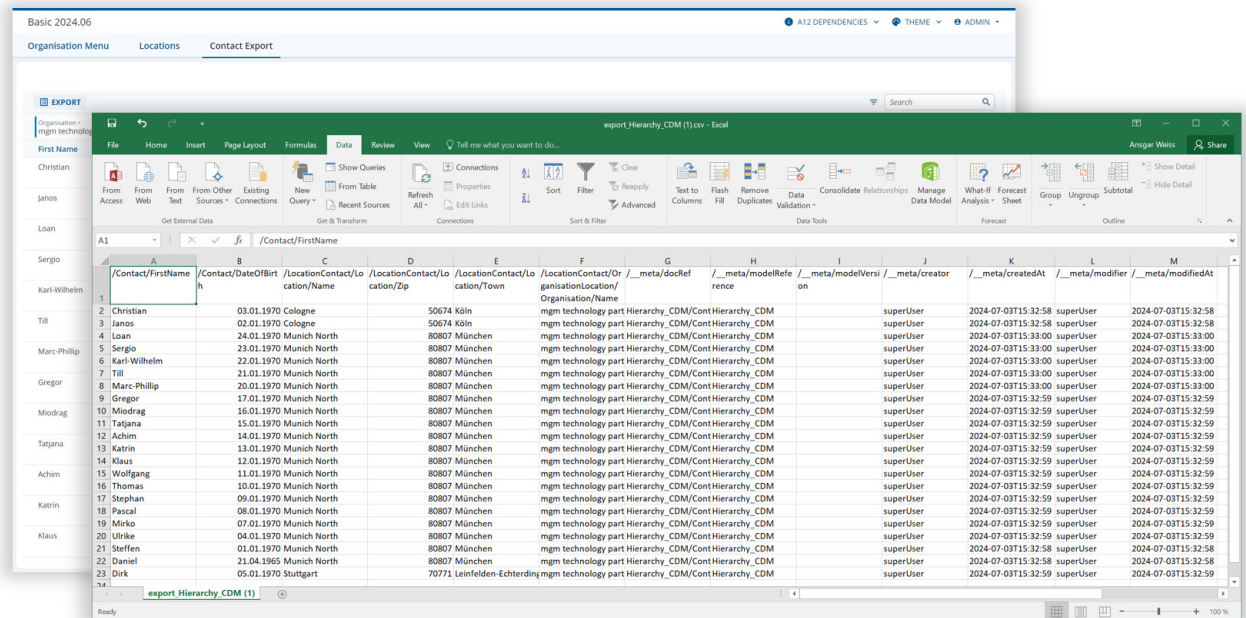 Basic 2024.06
A12 DEPENDENCIES THEME ADMIN
Organisation Menu Locations Contact Export
EXPORT Search
Organisation
mgm technolog
First Name
Christian
Janos
Loan
Sergio
Karl-Wilhelm
Till
Marc-Phillip
Gregor
Miodrag
Tatjana
Achim
Katrin
Klaus
export_Hierarchy_CDM (1).csv - Excel
File Home Insert Page Layout Formulas Data Review View Tell me what you want to do... Ansgar Weiss Share
From Access From Web From Text From Other Sources Existing Connections
Get External Data
New Query Show Queries From Table Recent Sources
Get & Transform
Refresh All Connections Properties Edit Links
Connections
Sort Filter Clear Reapply Advanced
Sort & Filter
Text to Columns Flash Fill Remove Duplicates Data Validation Consolidate Relationships Manage Data Model
Data Tools
What-If Analysis Forecast Sheet
Forecast
Group Ungroup Subtotal Show Detail Hide Detail
Outline
A1 fx /Contact/FirstName
A B C D E F G H I J K L M
1 /Contact/FirstName /Contact/DateOfBirth /LocationContact/Location/Name /LocationContact/Location/Zip /LocationContact/Location/Town /LocationContact/OrganisationLocation/Organisation/Name /__meta/docRef /__meta/modelReference /__meta/modelVersion /__meta/creator /__meta/createdAt /__meta/modifier /__meta/modifiedAt
2 Christian 03.01.1970 Cologne 50674 Köln mgm technology part Hierarchy_CDM/Cont Hierarchy_CDM superUser 2024-07-03T15:32:58 superUser 2024-07-03T15:32:58
3 Janos 02.01.1970 Cologne 50674 Köln mgm technology part Hierarchy_CDM/Cont Hierarchy_CDM superUser 2024-07-03T15:32:58 superUser 2024-07-03T15:32:58
4 Loan 24.01.1970 Munich North 80807 München mgm technology part Hierarchy_CDM/Cont Hierarchy_CDM superUser 2024-07-03T15:33:00 superUser 2024-07-03T15:33:00
5 Sergio 23.01.1970 Munich North 80807 München mgm technology part Hierarchy_CDM/Cont Hierarchy_CDM superUser 2024-07-03T15:33:00 superUser 2024-07-03T15:33:00
6 Karl-Wilhelm 22.01.1970 Munich North 80807 München mgm technology part Hierarchy_CDM/Cont Hierarchy_CDM superUser 2024-07-03T15:33:00 superUser 2024-07-03T15:33:00
7 Till 21.01.1970 Munich North 80807 München mgm technology part Hierarchy_CDM/Cont Hierarchy_CDM superUser 2024-07-03T15:33:00 superUser 2024-07-03T15:33:00
8 Marc-Phillip 20.01.1970 Munich North 80807 München mgm technology part Hierarchy_CDM/Cont Hierarchy_CDM superUser 2024-07-03T15:33:00 superUser 2024-07-03T15:33:00
9 Gregor 17.01.1970 Munich North 80807 München mgm technology part Hierarchy_CDM/Cont Hierarchy_CDM superUser 2024-07-03T15:32:59 superUser 2024-07-03T15:32:59
10 Miodrag 16.01.1970 Munich North 80807 München mgm technology part Hierarchy_CDM/Cont Hierarchy_CDM superUser 2024-07-03T15:32:59 superUser 2024-07-03T15:32:59
11 Tatjana 15.01.1970 Munich North 80807 München mgm technology part Hierarchy_CDM/Cont Hierarchy_CDM superUser 2024-07-03T15:32:59 superUser 2024-07-03T15:32:59
12 Achim 14.01.1970 Munich North 80807 München mgm technology part Hierarchy_CDM/Cont Hierarchy_CDM superUser 2024-07-03T15:32:59 superUser 2024-07-03T15:32:59
13 Katrin 13.01.1970 Munich North 80807 München mgm technology part Hierarchy_CDM/Cont Hierarchy_CDM superUser 2024-07-03T15:32:59 superUser 2024-07-03T15:32:59
14 Klaus 12.01.1970 Munich North 80807 München mgm technology part Hierarchy_CDM/Cont Hierarchy_CDM superUser 2024-07-03T15:32:59 superUser 2024-07-03T15:32:59
15 Wolfgang 11.01.1970 Munich North 80807 München mgm technology part Hierarchy_CDM/Cont Hierarchy_CDM superUser 2024-07-03T15:32:59 superUser 2024-07-03T15:32:59
16 Thomas 10.01.1970 Munich North 80807 München mgm technology part Hierarchy_CDM/Cont Hierarchy_CDM superUser 2024-07-03T15:32:59 superUser 2024-07-03T15:32:59
17 Stephan 09.01.1970 Munich North 80807 München mgm technology part Hierarchy_CDM/Cont Hierarchy_CDM superUser 2024-07-03T15:32:59 superUser 2024-07-03T15:32:59
18 Pascal 08.01.1970 Munich North 80807 München mgm technology part Hierarchy_CDM/Cont Hierarchy_CDM superUser 2024-07-03T15:32:59 superUser 2024-07-03T15:32:59
19 Mirko 07.01.1970 Munich North 80807 München mgm technology part Hierarchy_CDM/Cont Hierarchy_CDM superUser 2024-07-03T15:32:59 superUser 2024-07-03T15:32:59
20 Ulrike 04.01.1970 Munich North 80807 München mgm technology part Hierarchy_CDM/Cont Hierarchy_CDM superUser 2024-07-03T15:32:59 superUser 2024-07-03T15:32:59
21 Steffen 01.01.1970 Munich North 80807 München mgm technology part Hierarchy_CDM/Cont Hierarchy_CDM superUser 2024-07-03T15:32:58 superUser 2024-07-03T15:32:58
22 Daniel 21.04.1965 Munich North 80807 München mgm technology part Hierarchy_CDM/Cont Hierarchy_CDM superUser 2024-07-03T15:32:58 superUser 2024-07-03T15:32:58
23 Dirk 05.01.1970 Stuttgart 70771 Leinfelden-Echterding mgm technology part Hierarchy_CDM/Cont Hierarchy_CDM superUser 2024-07-03T15:32:59 superUser 2024-07-03T15:32:59
24
export_Hierarchy_CDM (1)
Ready 100 %